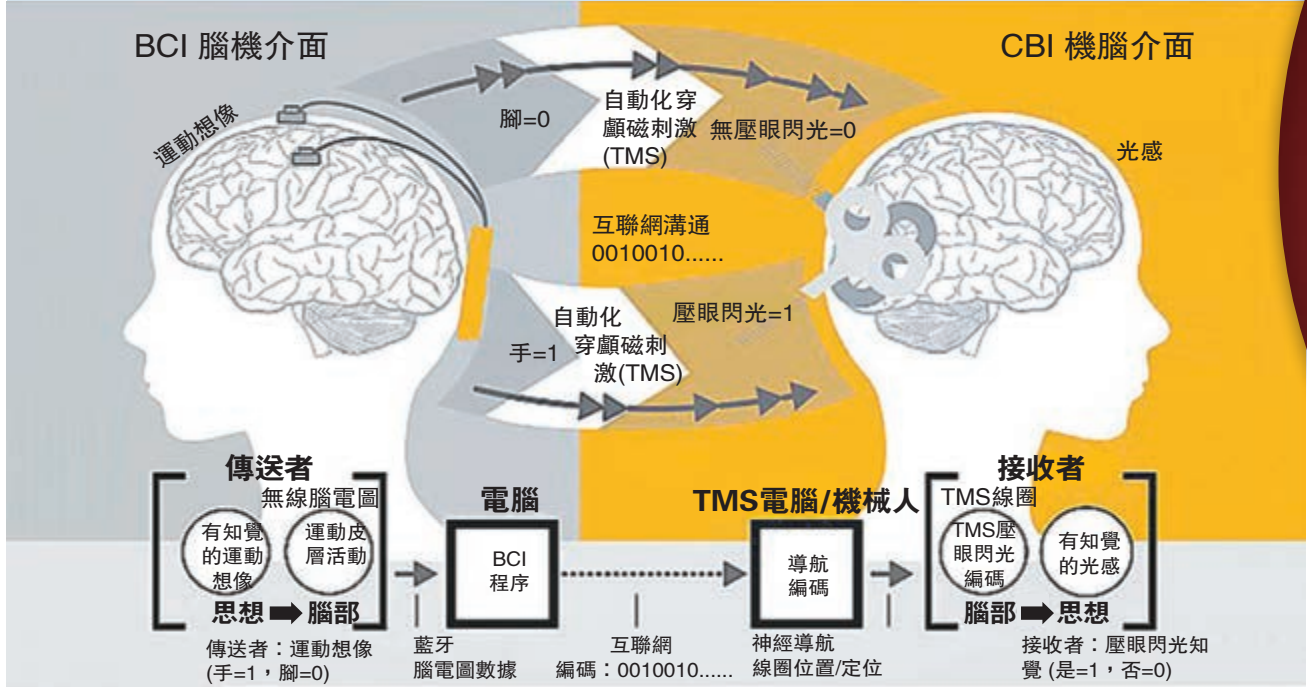 BCI 腦機介面
CBI 機腦介面
運動想像
腳=0
自動化穿
顱磁刺激
(TMS)
無壓眼閃光=0
光感
互聯網溝通
0010010......
手=1
自動化
穿顱磁刺
激(TMS)
壓眼閃光=1
傳送者
無線腦電圖
有知覺
的運動
想像
運動皮
層活動
思想
腦部
傳送者：運動想像
(手=1，腳=0)
電腦
BCI
程序
藍牙
腦電圖數據
互聯網
編碼：0010010......
TMS電腦/機械人
導航
編碼
神經導航
線圈位置/定位
接收者
TMS線圈
TMS壓
眼閃光
編碼
有知覺
的光感
腦部
思想
接收者：壓眼閃光知
覺 (是=1，否=0)